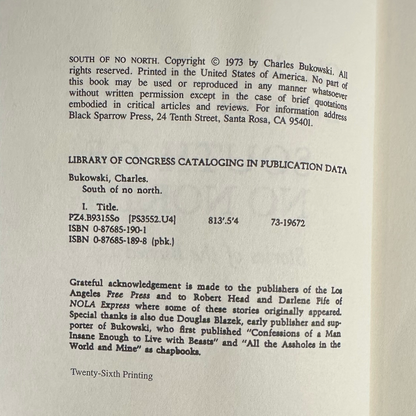 SOUTH OF NO NORTH. Copyright © 1973 by Charles Bukowski. All
rights reserved. Printed in the United States of America. No part of
this book may be used or reproduced in any manner whatsoever
without written permission except in the case of brief quotations
embodied in critical articles and reviews. For information address
Black Sparrow Press, 24 Tenth Street, Santa Rosa, CA 95401.
LIBRARY OF CONGRESS CATALOGING IN PUBLICATION DATA
Bukowski, Charles.
South of no north.
I. Title.
PZ4.B9315So [PS3552.U4] 813'.5'4 73-19672
ISBN 0-87685-190-1
ISBN 0-87685-189-8 (pbk.)
Grateful acknowledgement is made to the publishers of the Los
Angeles Free Press and to Robert Head and Darlene Fife of
NOLA Express where some of these stories originally appeared.
Special thanks is also due Douglas Blazek, early publisher and sup-
porter of Bukowski, who first published "Confessions of a Man
Insane Enough to Live with Beasts" and "All the Assholes in the
World and Mine" as chapbooks.
Twenty-Sixth Printing